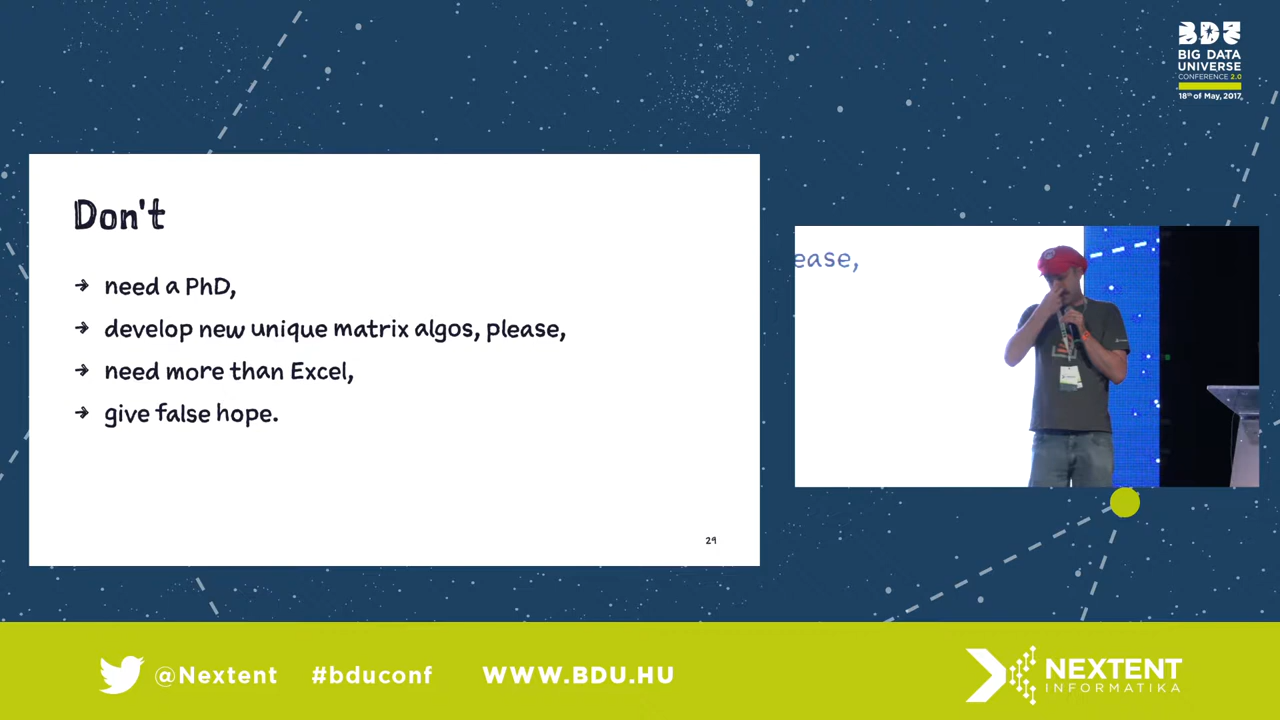 BDU
BIG DATA
UNIVERSE
CONFERENCE 2.0
18th of May, 2017
Don't
→ need a PhD,
→ develop new unique matrix algos, please,
→ need more than Excel,
→ give false hope.
29
ease,
@Nextent #bduconf WWW.BDU.HU
NEXTENT
INFORMATIKA